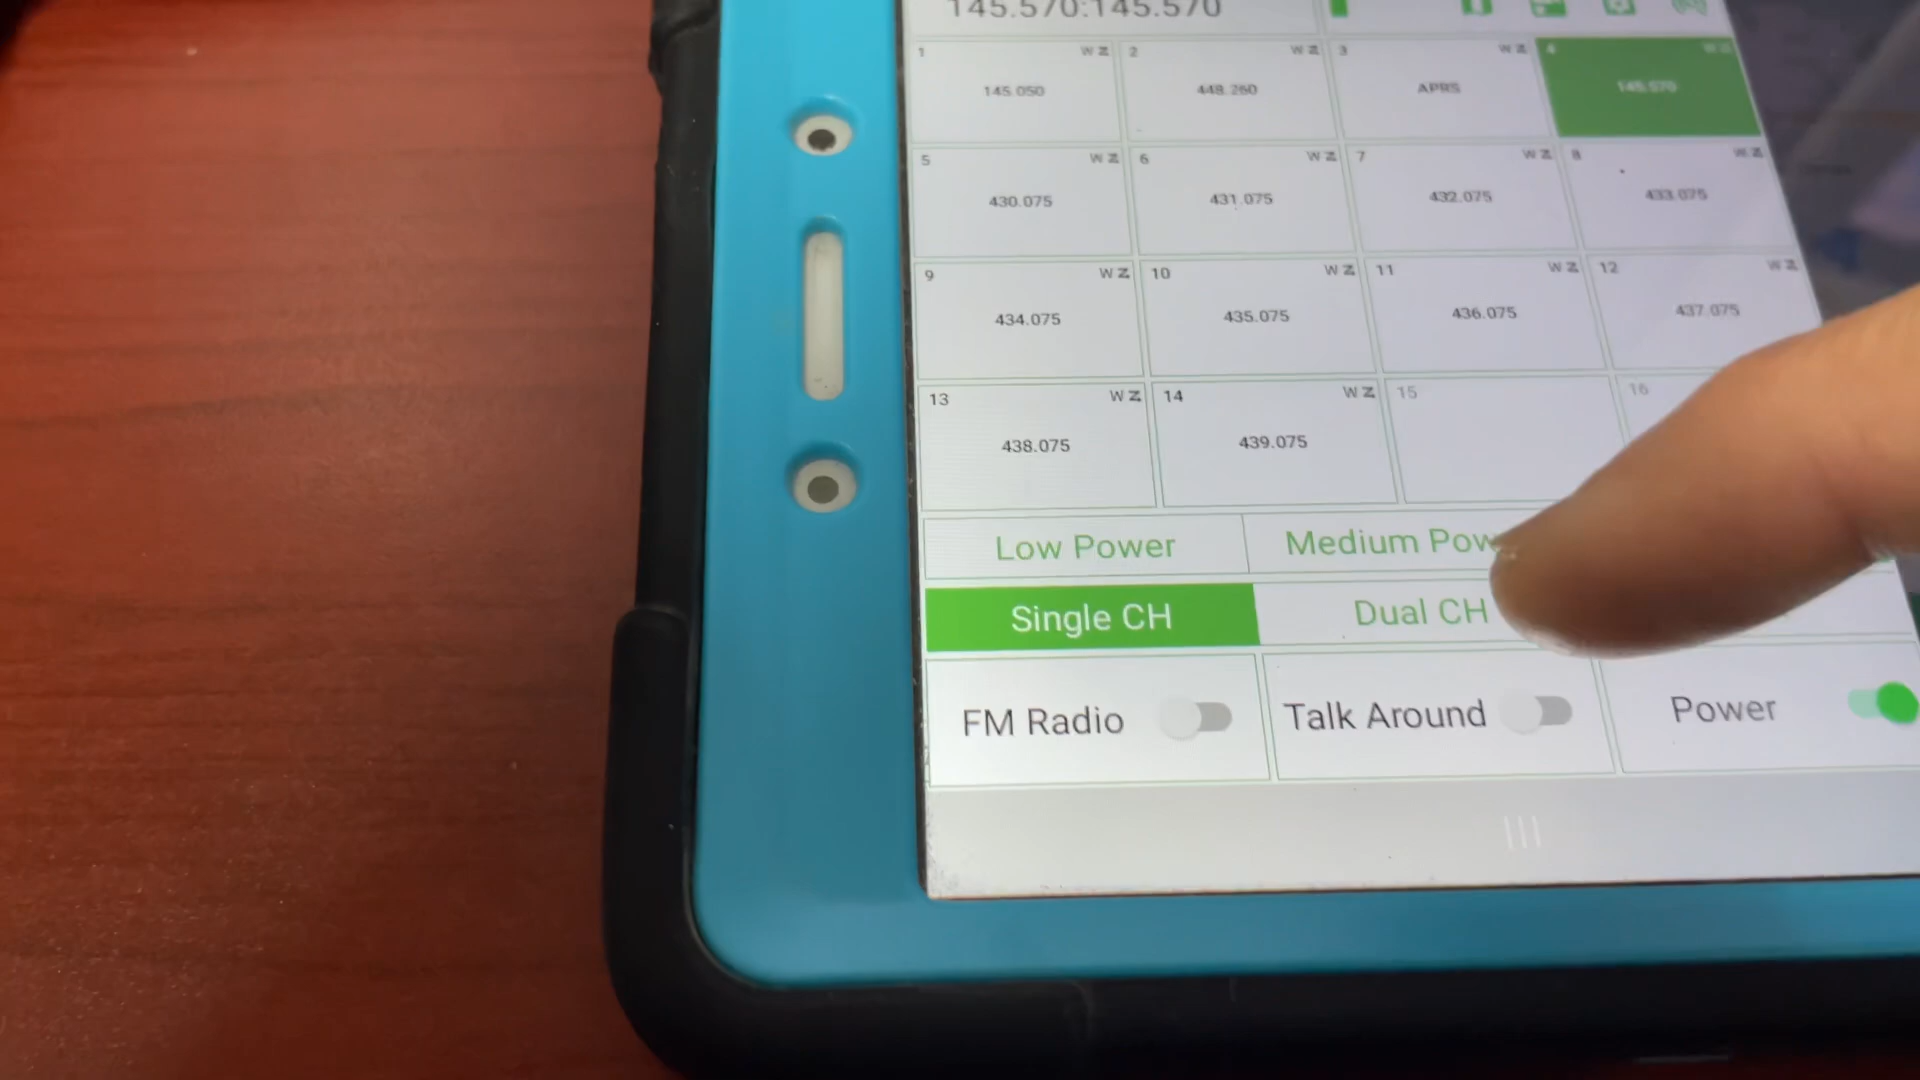 145.570:145.570
1 W Z 2 W Z 3 W Z 4 W Z
145.050 448.260 APRS 145.570
5 W Z 6 W Z 7 W Z 8 W Z
430.075 431.075 432.075 433.075
9 W Z 10 W Z 11 W Z 12 W Z
434.075 435.075 436.075 437.075
13 W Z 14 W Z 15 16
438.075 439.075
Low Power Medium Pow
Single CH Dual CH
FM Radio Talk Around Power